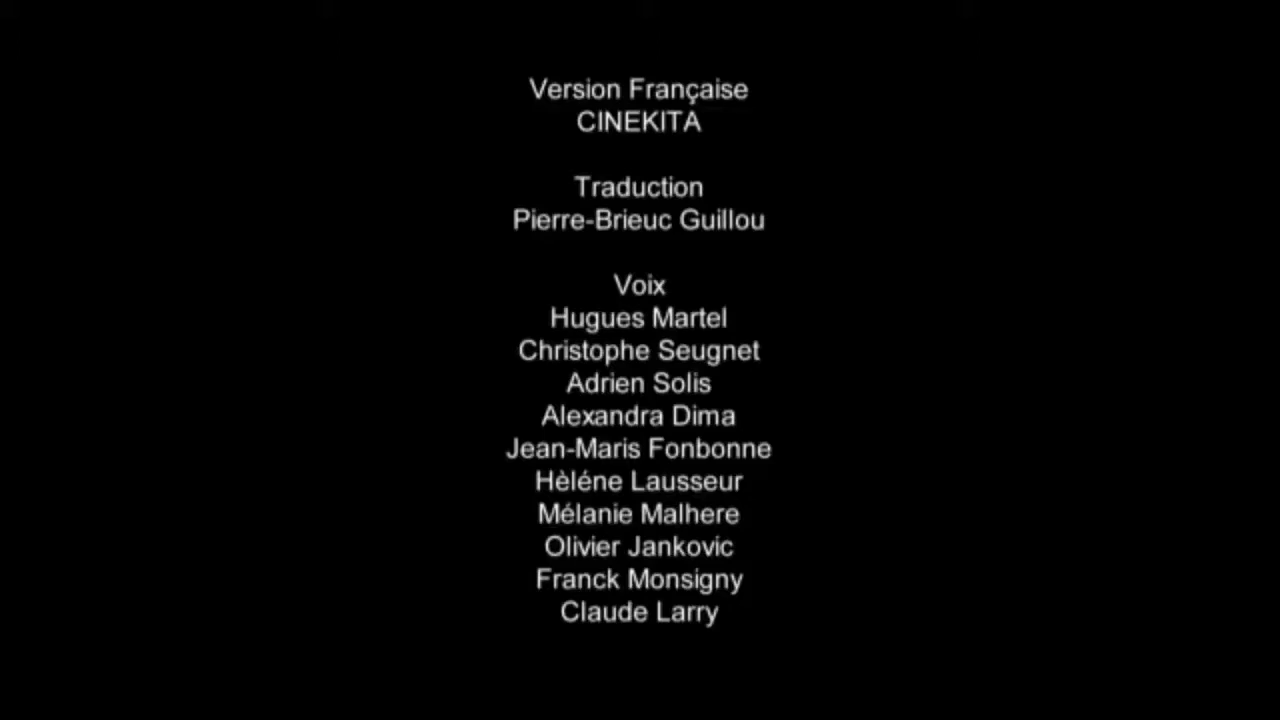 Version Française
CINEKITA
Traduction
Pierre-Brieuc Guillou
Voix
Hugues Martel
Christophe Seugnet
Adrien Solis
Alexandra Dima
Jean-Maris Fonbonne
Hèléne Lausseur
Mélanie Malhere
Olivier Jankovic
Franck Monsigny
Claude Larry